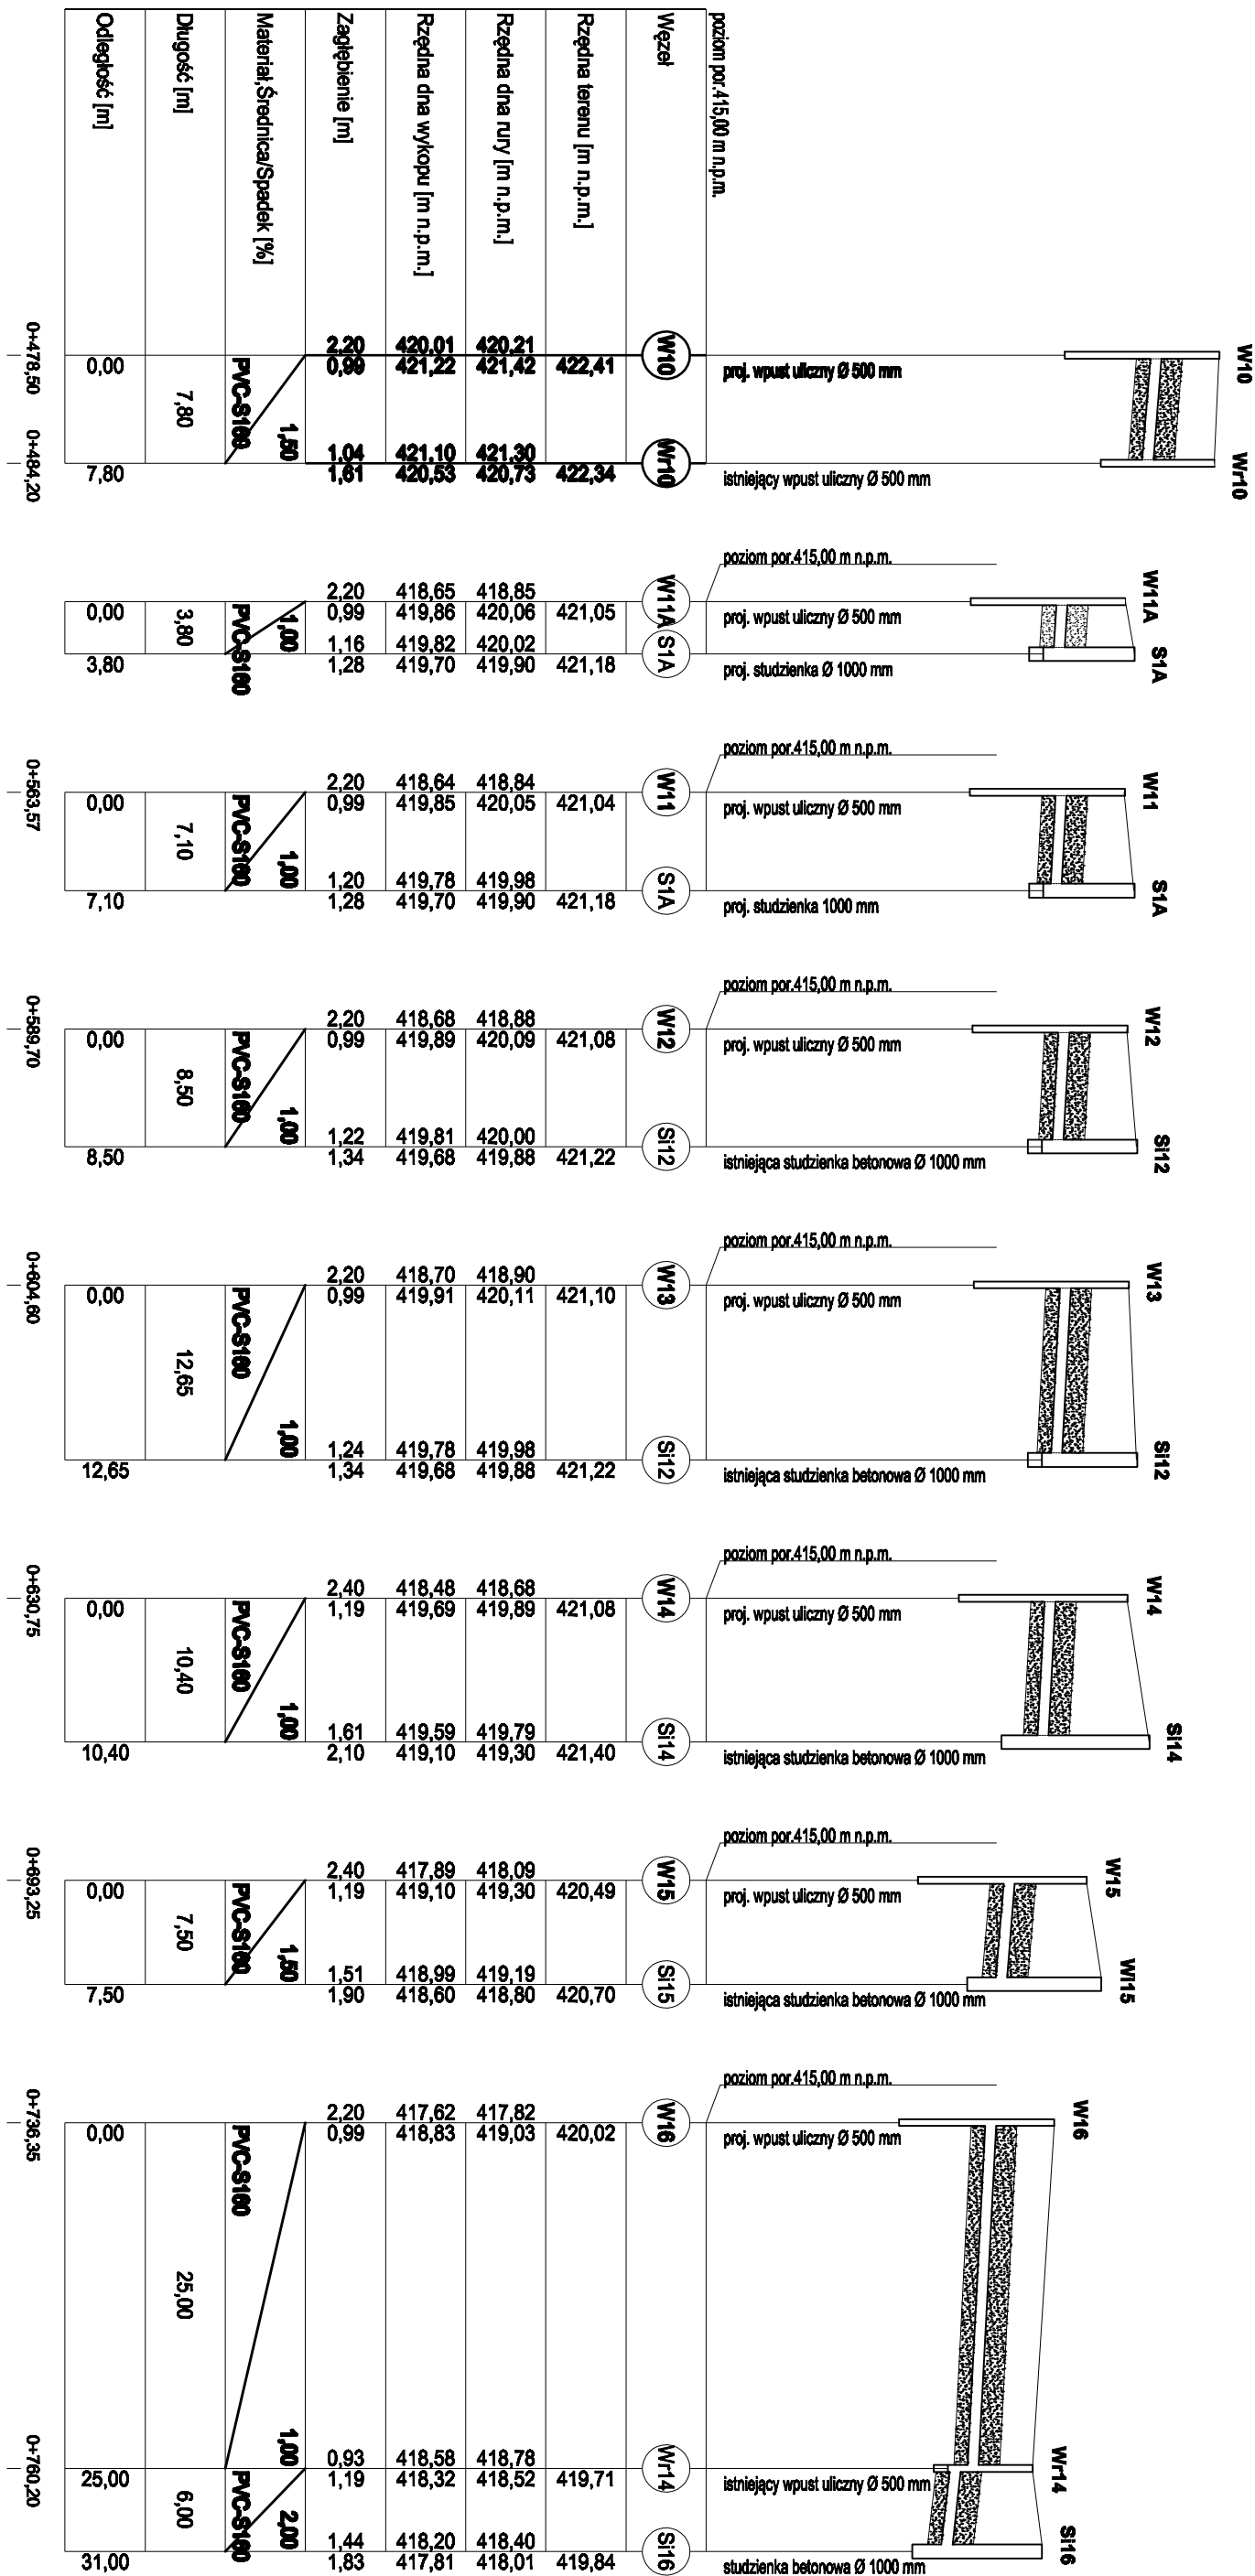 poziom por.415,00 m n.p.m.
Węzeł
Rzędna terenu [m n.p.m.]
Rzędna dna rury [m n.p.m.]
Rzędna dna wykopu [m n.p.m.]
Zagłębienie [m]
Materiał,Średnica/Spadek [%]
Długość [m]
Odległość [m]
W10 Wr10
proj. wpust uliczny Ø 500 mm
istniejący wpust uliczny Ø 500 mm
W10 Wr10
422,41 422,34
420,21 421,42 421,30 420,73
420,01 421,22 421,10 420,53
2,20 0,99 1,04 1,61
PVC-S160 1,50
7,80
0,00 7,80
0+478,50 0+484,20
W11A S1A
poziom por.415,00 m n.p.m.
proj. wpust uliczny Ø 500 mm
proj. studzienka Ø 1000 mm
W11A S1A
421,05 421,18
418,85 420,06 420,02 419,90
418,65 419,86 419,82 419,70
2,20 0,99 1,16 1,28
PVC-S160 1,00
3,80
0,00 3,80
W11 S1A
poziom por.415,00 m n.p.m.
proj. wpust uliczny Ø 500 mm
proj. studzienka 1000 mm
W11 S1A
421,04 421,18
418,84 420,05 419,98 419,90
418,64 419,85 419,78 419,70
2,20 0,99 1,20 1,28
PVC-S160 1,00
7,10
0,00 7,10
0+563,57
W12 Si12
poziom por.415,00 m n.p.m.
proj. wpust uliczny Ø 500 mm
istniejąca studzienka betonowa Ø 1000 mm
W12 Si12
421,08 421,22
418,88 420,09 420,00 419,88
418,68 419,89 419,81 419,68
2,20 0,99 1,22 1,34
PVC-S160 1,00
8,50
0,00 8,50
0+589,70
W13 Si12
poziom por.415,00 m n.p.m.
proj. wpust uliczny Ø 500 mm
istniejąca studzienka betonowa Ø 1000 mm
W13 Si12
421,10 421,22
418,90 420,11 419,98 419,88
418,70 419,91 419,78 419,68
2,20 0,99 1,24 1,34
PVC-S160 1,00
12,65
0,00 12,65
0+604,60
W14 Si14
poziom por.415,00 m n.p.m.
proj. wpust uliczny Ø 500 mm
istniejąca studzienka betonowa Ø 1000 mm
W14 Si14
421,08 421,40
418,68 419,89 419,79 419,30
418,48 419,69 419,59 419,10
2,40 1,19 1,61 2,10
PVC-S160 1,00
10,40
0,00 10,40
0+630,75
W15 Wi15
poziom por.415,00 m n.p.m.
proj. wpust uliczny Ø 500 mm
istniejąca studzienka betonowa Ø 1000 mm
W15 Si15
420,49 420,70
418,09 419,30 419,19 418,80
417,89 419,10 418,99 418,60
2,40 1,19 1,51 1,90
PVC-S160 1,50
7,50
0,00 7,50
0+693,25
W16 Wr14 Si16
poziom por.415,00 m n.p.m.
proj. wpust uliczny Ø 500 mm
istniejący wpust uliczny Ø 500 mm
studzienka betonowa Ø 1000 mm
W16 Wr14 Si16
420,02 419,71 419,84
417,82 419,03 418,78 418,52 418,40 418,01
417,62 418,83 418,58 418,32 418,20 417,81
2,20 0,99 0,93 1,19 1,44 1,83
PVC-S160 1,00 PVC-S160 2,00
25,00 6,00
0,00 25,00 31,00
0+736,35 0+760,20